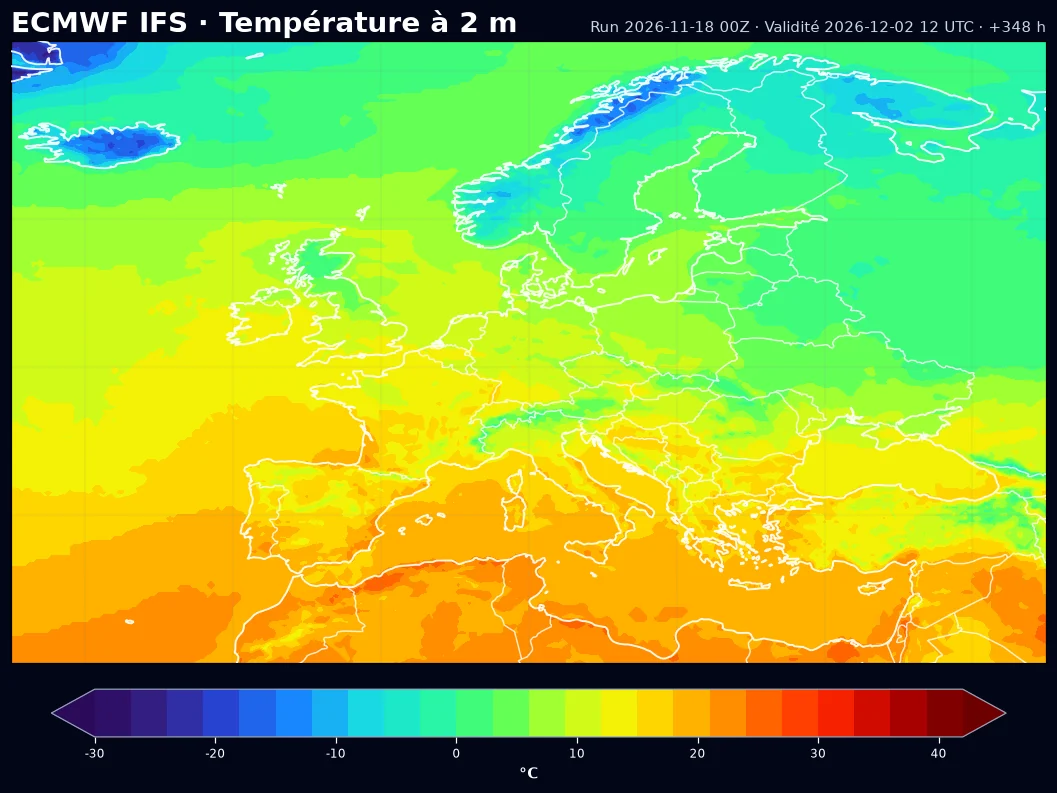 ECMWF IFS · Température à 2 m
Run 2026-11-18 00Z · Validité 2026-12-02 12 UTC · +348 h
-30 -20 -10 0 10 20 30 40
°C